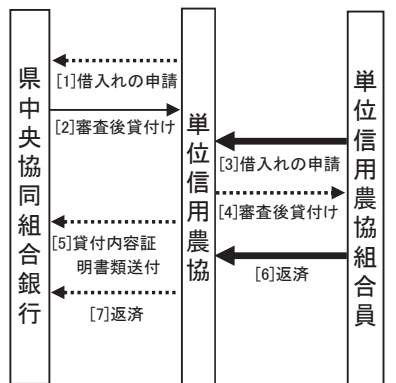 県中央協同組合銀行
単位信用農協
単位信用農協組合員
[1]借入れの申請
[2]審査後貸付け
[3]借入れの申請
[4]審査後貸付け
[5]貸付内容証
明書類送付
[6]返済
[7]返済